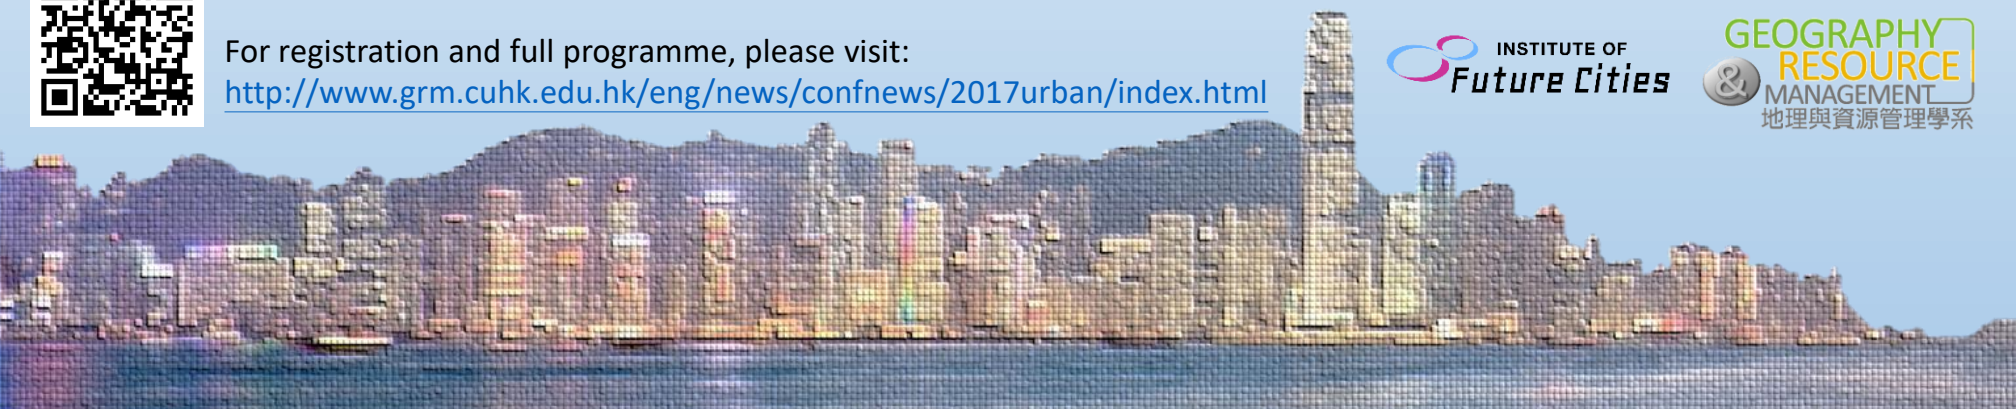 For registration and full programme, please visit:
http://www.grm.cuhk.edu.hk/eng/news/confnews/2017urban/index.html
INSTITUTE OF
Future Cities
GEOGRAPHY
& RESOURCE
MANAGEMENT
地理與資源管理學系